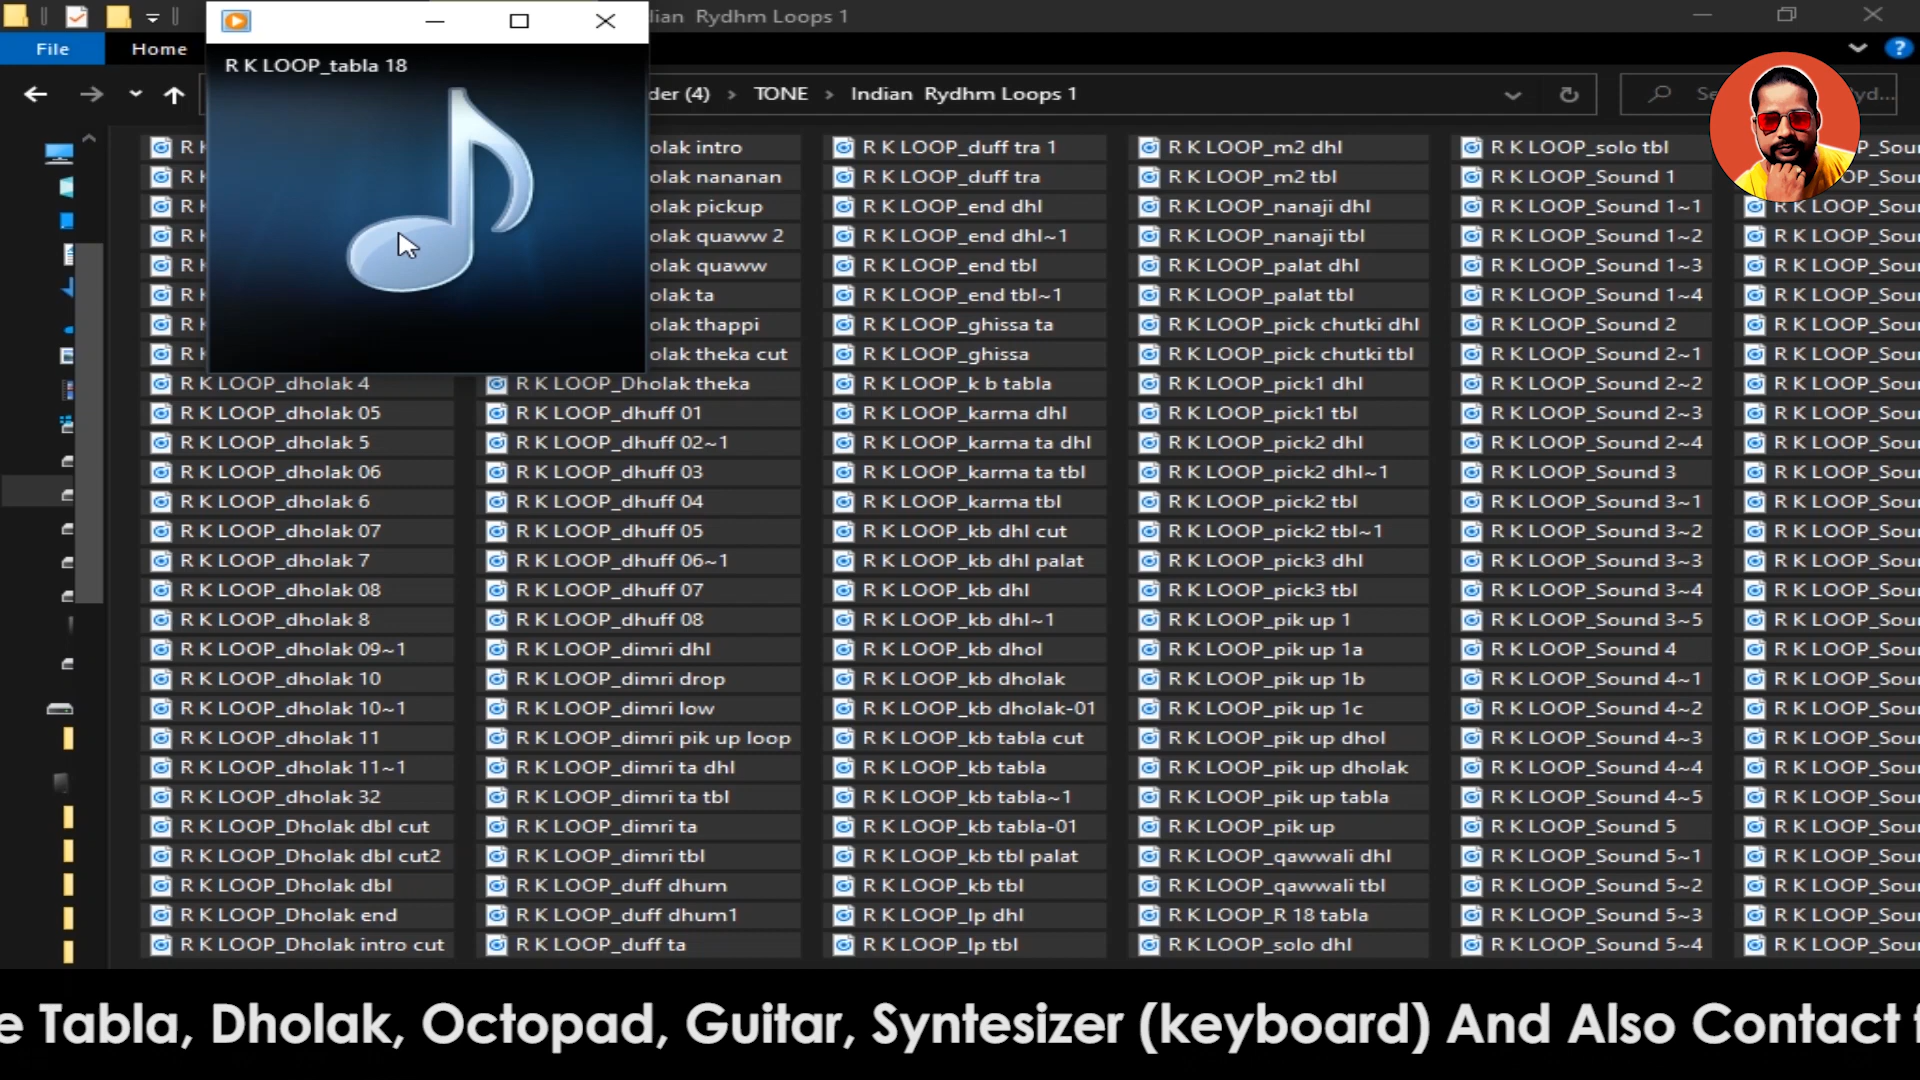 Indian Rydhm Loops 1
File
Home
R K LOOP_tabla 18
der (4) › TONE › Indian Rydhm Loops 1
R K LOOP_dholak 4
R K LOOP_dholak 05
R K LOOP_dholak 5
R K LOOP_dholak 06
R K LOOP_dholak 6
R K LOOP_dholak 07
R K LOOP_dholak 7
R K LOOP_dholak 08
R K LOOP_dholak 8
R K LOOP_dholak 09~1
R K LOOP_dholak 10
R K LOOP_dholak 10~1
R K LOOP_dholak 11
R K LOOP_dholak 11~1
R K LOOP_dholak 32
R K LOOP_Dholak dbl cut
R K LOOP_Dholak dbl cut2
R K LOOP_Dholak dbl
R K LOOP_Dholak end
R K LOOP_Dholak intro cut
olak intro
olak nananan
olak pickup
olak quaww 2
olak quaww
olak ta
olak thappi
olak theka cut
R K LOOP_Dholak theka
R K LOOP_dhuff 01
R K LOOP_dhuff 02~1
R K LOOP_dhuff 03
R K LOOP_dhuff 04
R K LOOP_dhuff 05
R K LOOP_dhuff 06~1
R K LOOP_dhuff 07
R K LOOP_dhuff 08
R K LOOP_dimri dhl
R K LOOP_dimri drop
R K LOOP_dimri low
R K LOOP_dimri pik up loop
R K LOOP_dimri ta dhl
R K LOOP_dimri ta tbl
R K LOOP_dimri ta
R K LOOP_dimri tbl
R K LOOP_duff dhum
R K LOOP_duff dhum1
R K LOOP_duff ta
R K LOOP_duff tra 1
R K LOOP_duff tra
R K LOOP_end dhl
R K LOOP_end dhl~1
R K LOOP_end tbl
R K LOOP_end tbl~1
R K LOOP_ghissa ta
R K LOOP_ghissa
R K LOOP_k b tabla
R K LOOP_karma dhl
R K LOOP_karma ta dhl
R K LOOP_karma ta tbl
R K LOOP_karma tbl
R K LOOP_kb dhl cut
R K LOOP_kb dhl palat
R K LOOP_kb dhl
R K LOOP_kb dhl~1
R K LOOP_kb dhol
R K LOOP_kb dholak
R K LOOP_kb dholak-01
R K LOOP_kb tabla cut
R K LOOP_kb tabla
R K LOOP_kb tabla~1
R K LOOP_kb tabla-01
R K LOOP_kb tbl palat
R K LOOP_kb tbl
R K LOOP_lp dhl
R K LOOP_lp tbl
R K LOOP_m2 dhl
R K LOOP_m2 tbl
R K LOOP_nanaji dhl
R K LOOP_nanaji tbl
R K LOOP_palat dhl
R K LOOP_palat tbl
R K LOOP_pick chutki dhl
R K LOOP_pick chutki tbl
R K LOOP_pick1 dhl
R K LOOP_pick1 tbl
R K LOOP_pick2 dhl
R K LOOP_pick2 dhl~1
R K LOOP_pick2 tbl
R K LOOP_pick2 tbl~1
R K LOOP_pick3 dhl
R K LOOP_pick3 tbl
R K LOOP_pik up 1
R K LOOP_pik up 1a
R K LOOP_pik up 1b
R K LOOP_pik up 1c
R K LOOP_pik up dhol
R K LOOP_pik up dholak
R K LOOP_pik up tabla
R K LOOP_pik up
R K LOOP_qawwali dhl
R K LOOP_qawwali tbl
R K LOOP_R 18 tabla
R K LOOP_solo dhl
R K LOOP_solo tbl
R K LOOP_Sound 1
R K LOOP_Sound 1~1
R K LOOP_Sound 1~2
R K LOOP_Sound 1~3
R K LOOP_Sound 1~4
R K LOOP_Sound 2
R K LOOP_Sound 2~1
R K LOOP_Sound 2~2
R K LOOP_Sound 2~3
R K LOOP_Sound 2~4
R K LOOP_Sound 3
R K LOOP_Sound 3~1
R K LOOP_Sound 3~2
R K LOOP_Sound 3~3
R K LOOP_Sound 3~4
R K LOOP_Sound 3~5
R K LOOP_Sound 4
R K LOOP_Sound 4~1
R K LOOP_Sound 4~2
R K LOOP_Sound 4~3
R K LOOP_Sound 4~4
R K LOOP_Sound 4~5
R K LOOP_Sound 5
R K LOOP_Sound 5~1
R K LOOP_Sound 5~2
R K LOOP_Sound 5~3
R K LOOP_Sound 5~4
e Tabla, Dholak, Octopad, Guitar, Syntesizer (keyboard) And Also Contact f